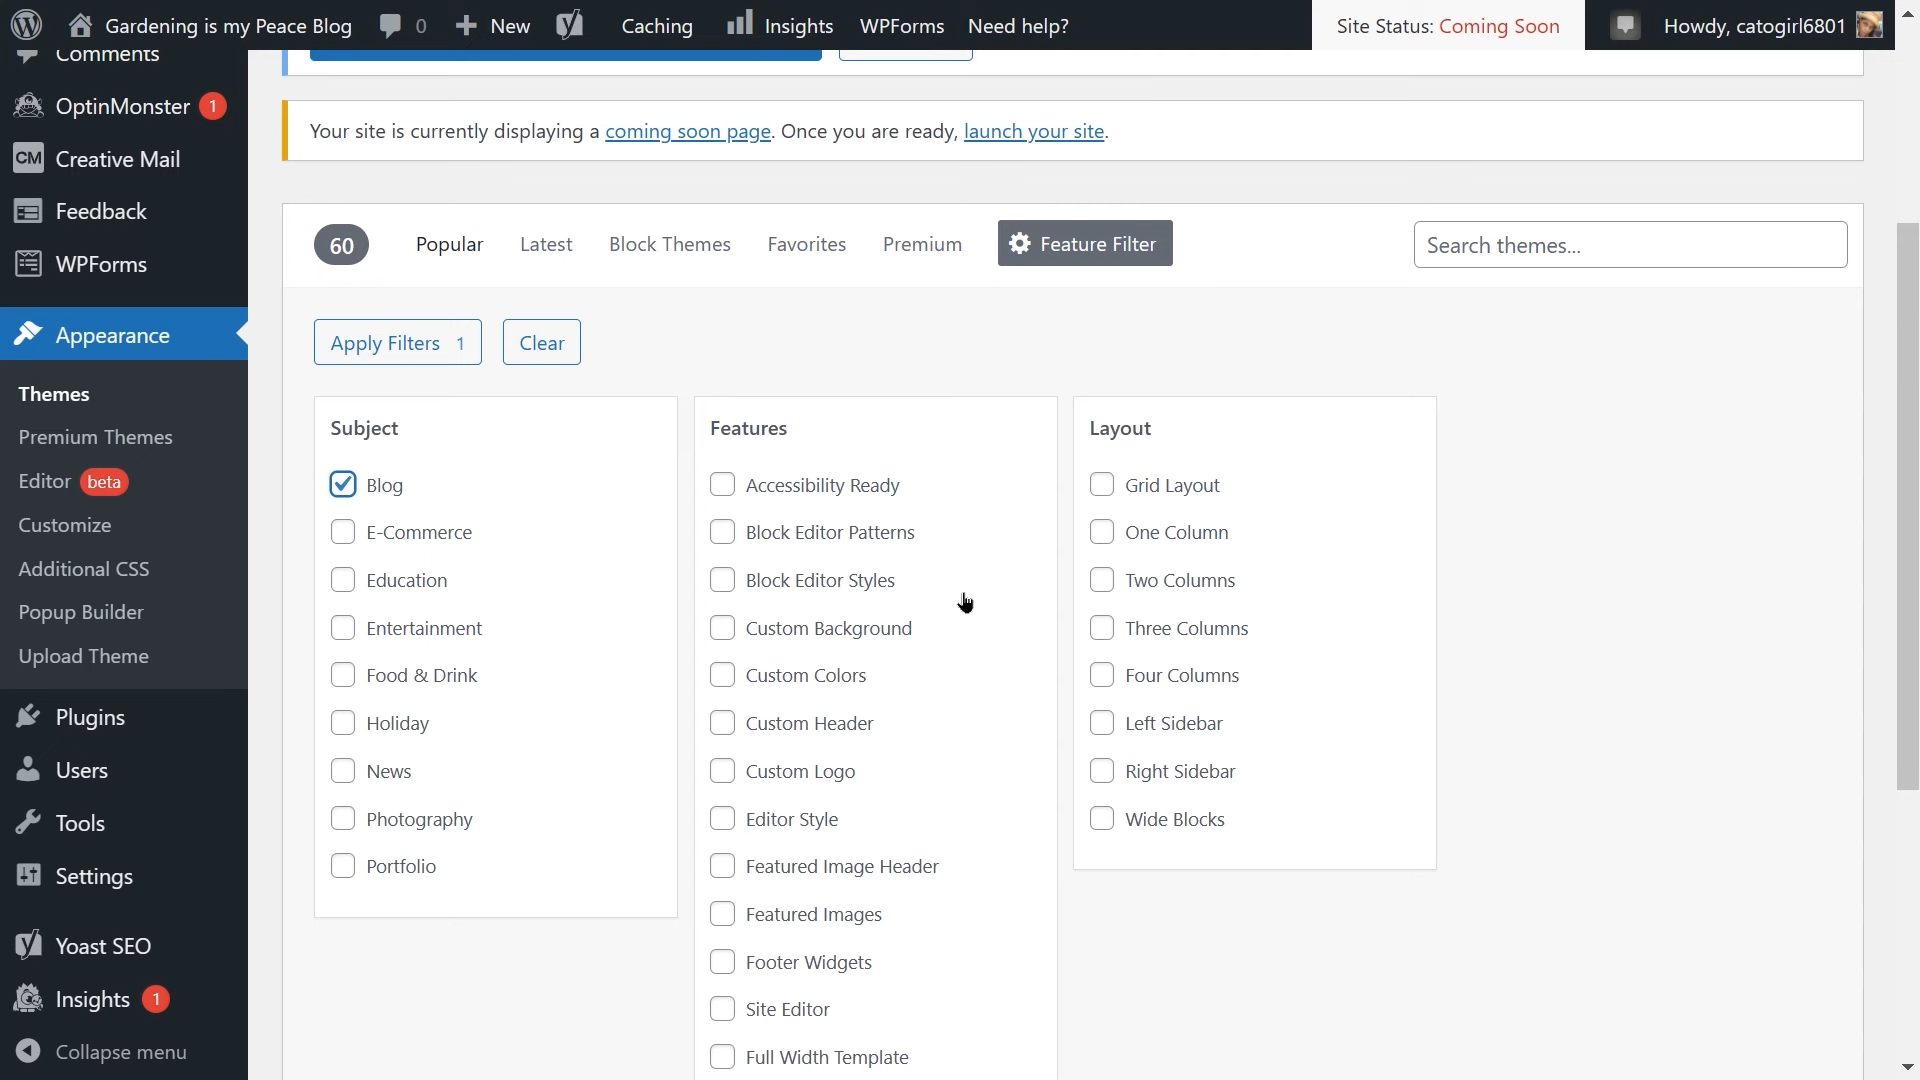 Gardening is my Peace Blog 0 New Caching Insights WPForms Need help? Site Status: Coming Soon Howdy, catogirl6801
Comments
OptinMonster 1
CM Creative Mail
Feedback
WPForms
Appearance
Themes
Premium Themes
Editor beta
Customize
Additional CSS
Popup Builder
Upload Theme
Plugins
Users
Tools
Settings
Yoast SEO
Insights 1
Collapse menu
Your site is currently displaying a coming soon page. Once you are ready, launch your site.
60 Popular Latest Block Themes Favorites Premium Feature Filter Search themes...
Apply Filters 1 Clear
Subject
Blog
E-Commerce
Education
Entertainment
Food & Drink
Holiday
News
Photography
Portfolio
Features
Accessibility Ready
Block Editor Patterns
Block Editor Styles
Custom Background
Custom Colors
Custom Header
Custom Logo
Editor Style
Featured Image Header
Featured Images
Footer Widgets
Site Editor
Full Width Template
Layout
Grid Layout
One Column
Two Columns
Three Columns
Four Columns
Left Sidebar
Right Sidebar
Wide Blocks